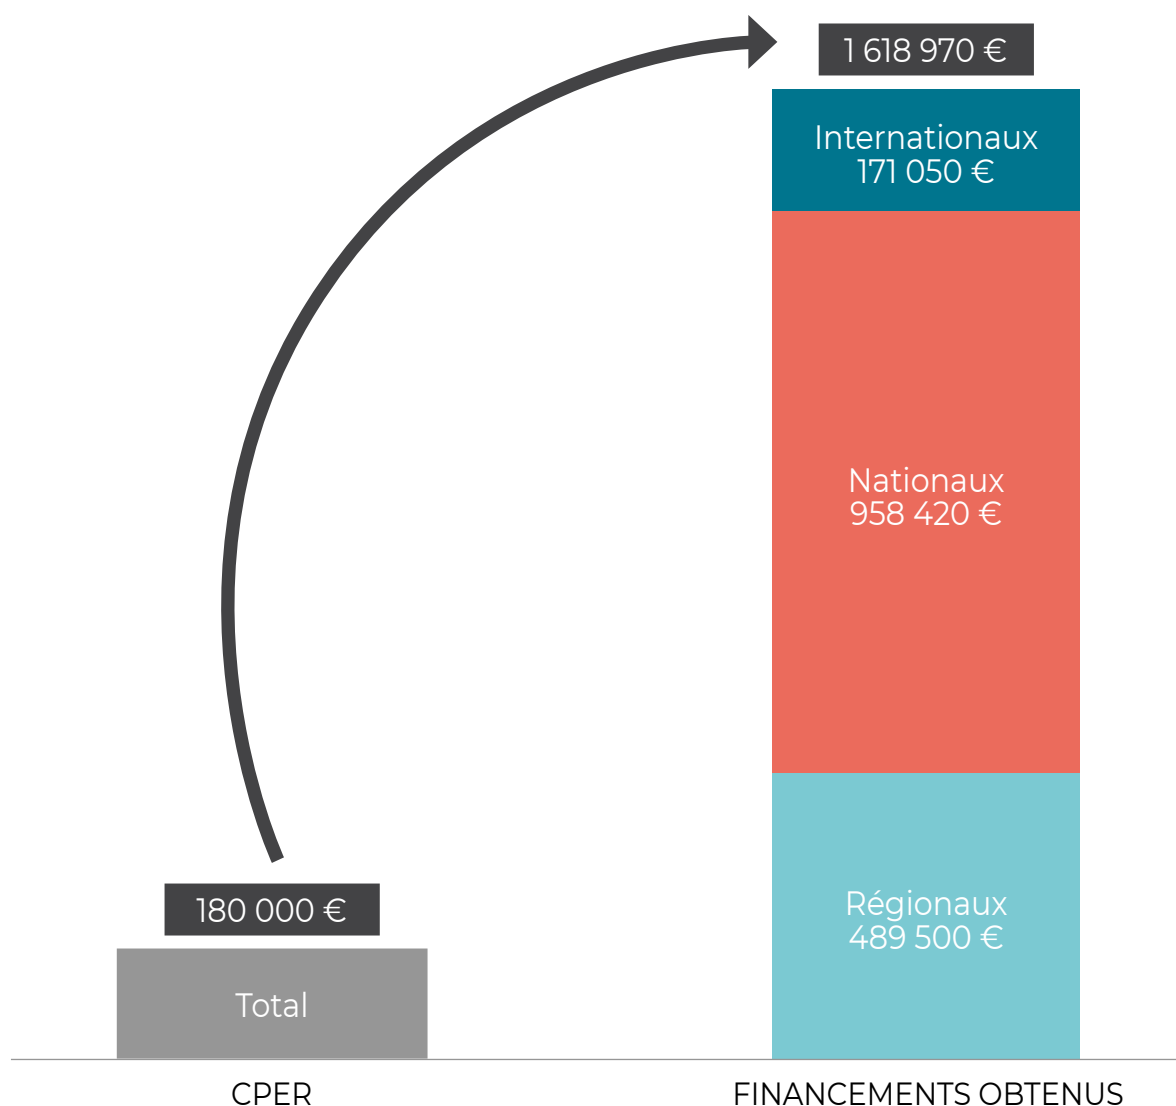 1 618 970 €
Internationaux
171 050 €
Nationaux
958 420 €
Régionaux
489 500 €
180 000 €
Total
CPER
FINANCEMENTS OBTENUS